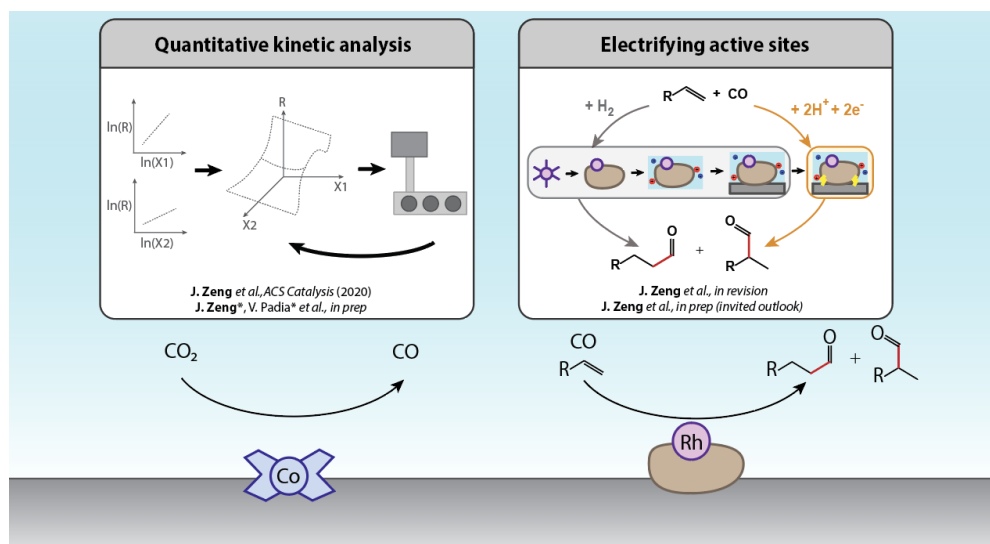 Quantitative kinetic analysis
ln(R)
ln(X1)
ln(R)
ln(X2)
R
X1
X2
J. Zeng et al., ACS Catalysis (2020)
J. Zeng*, V. Padia* et al., in prep
Electrifying active sites
R + CO
+ H₂
+ 2H⁺ + 2e⁻
O
R
+
O
R
J. Zeng et al., in revision
J. Zeng et al., in prep (invited outlook)
CO₂
CO
Co
CO
R
O
R
+
O
R
Rh